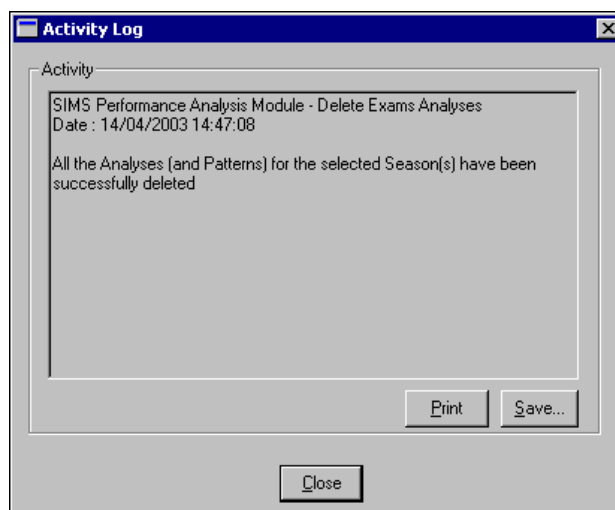 Activity Log
Activity
SIMS Performance Analysis Module - Delete Exams Analyses
Date : 14/04/2003 14:47:08
All the Analyses (and Patterns) for the selected Season(s) have been
successfully deleted
Print
Save...
Close